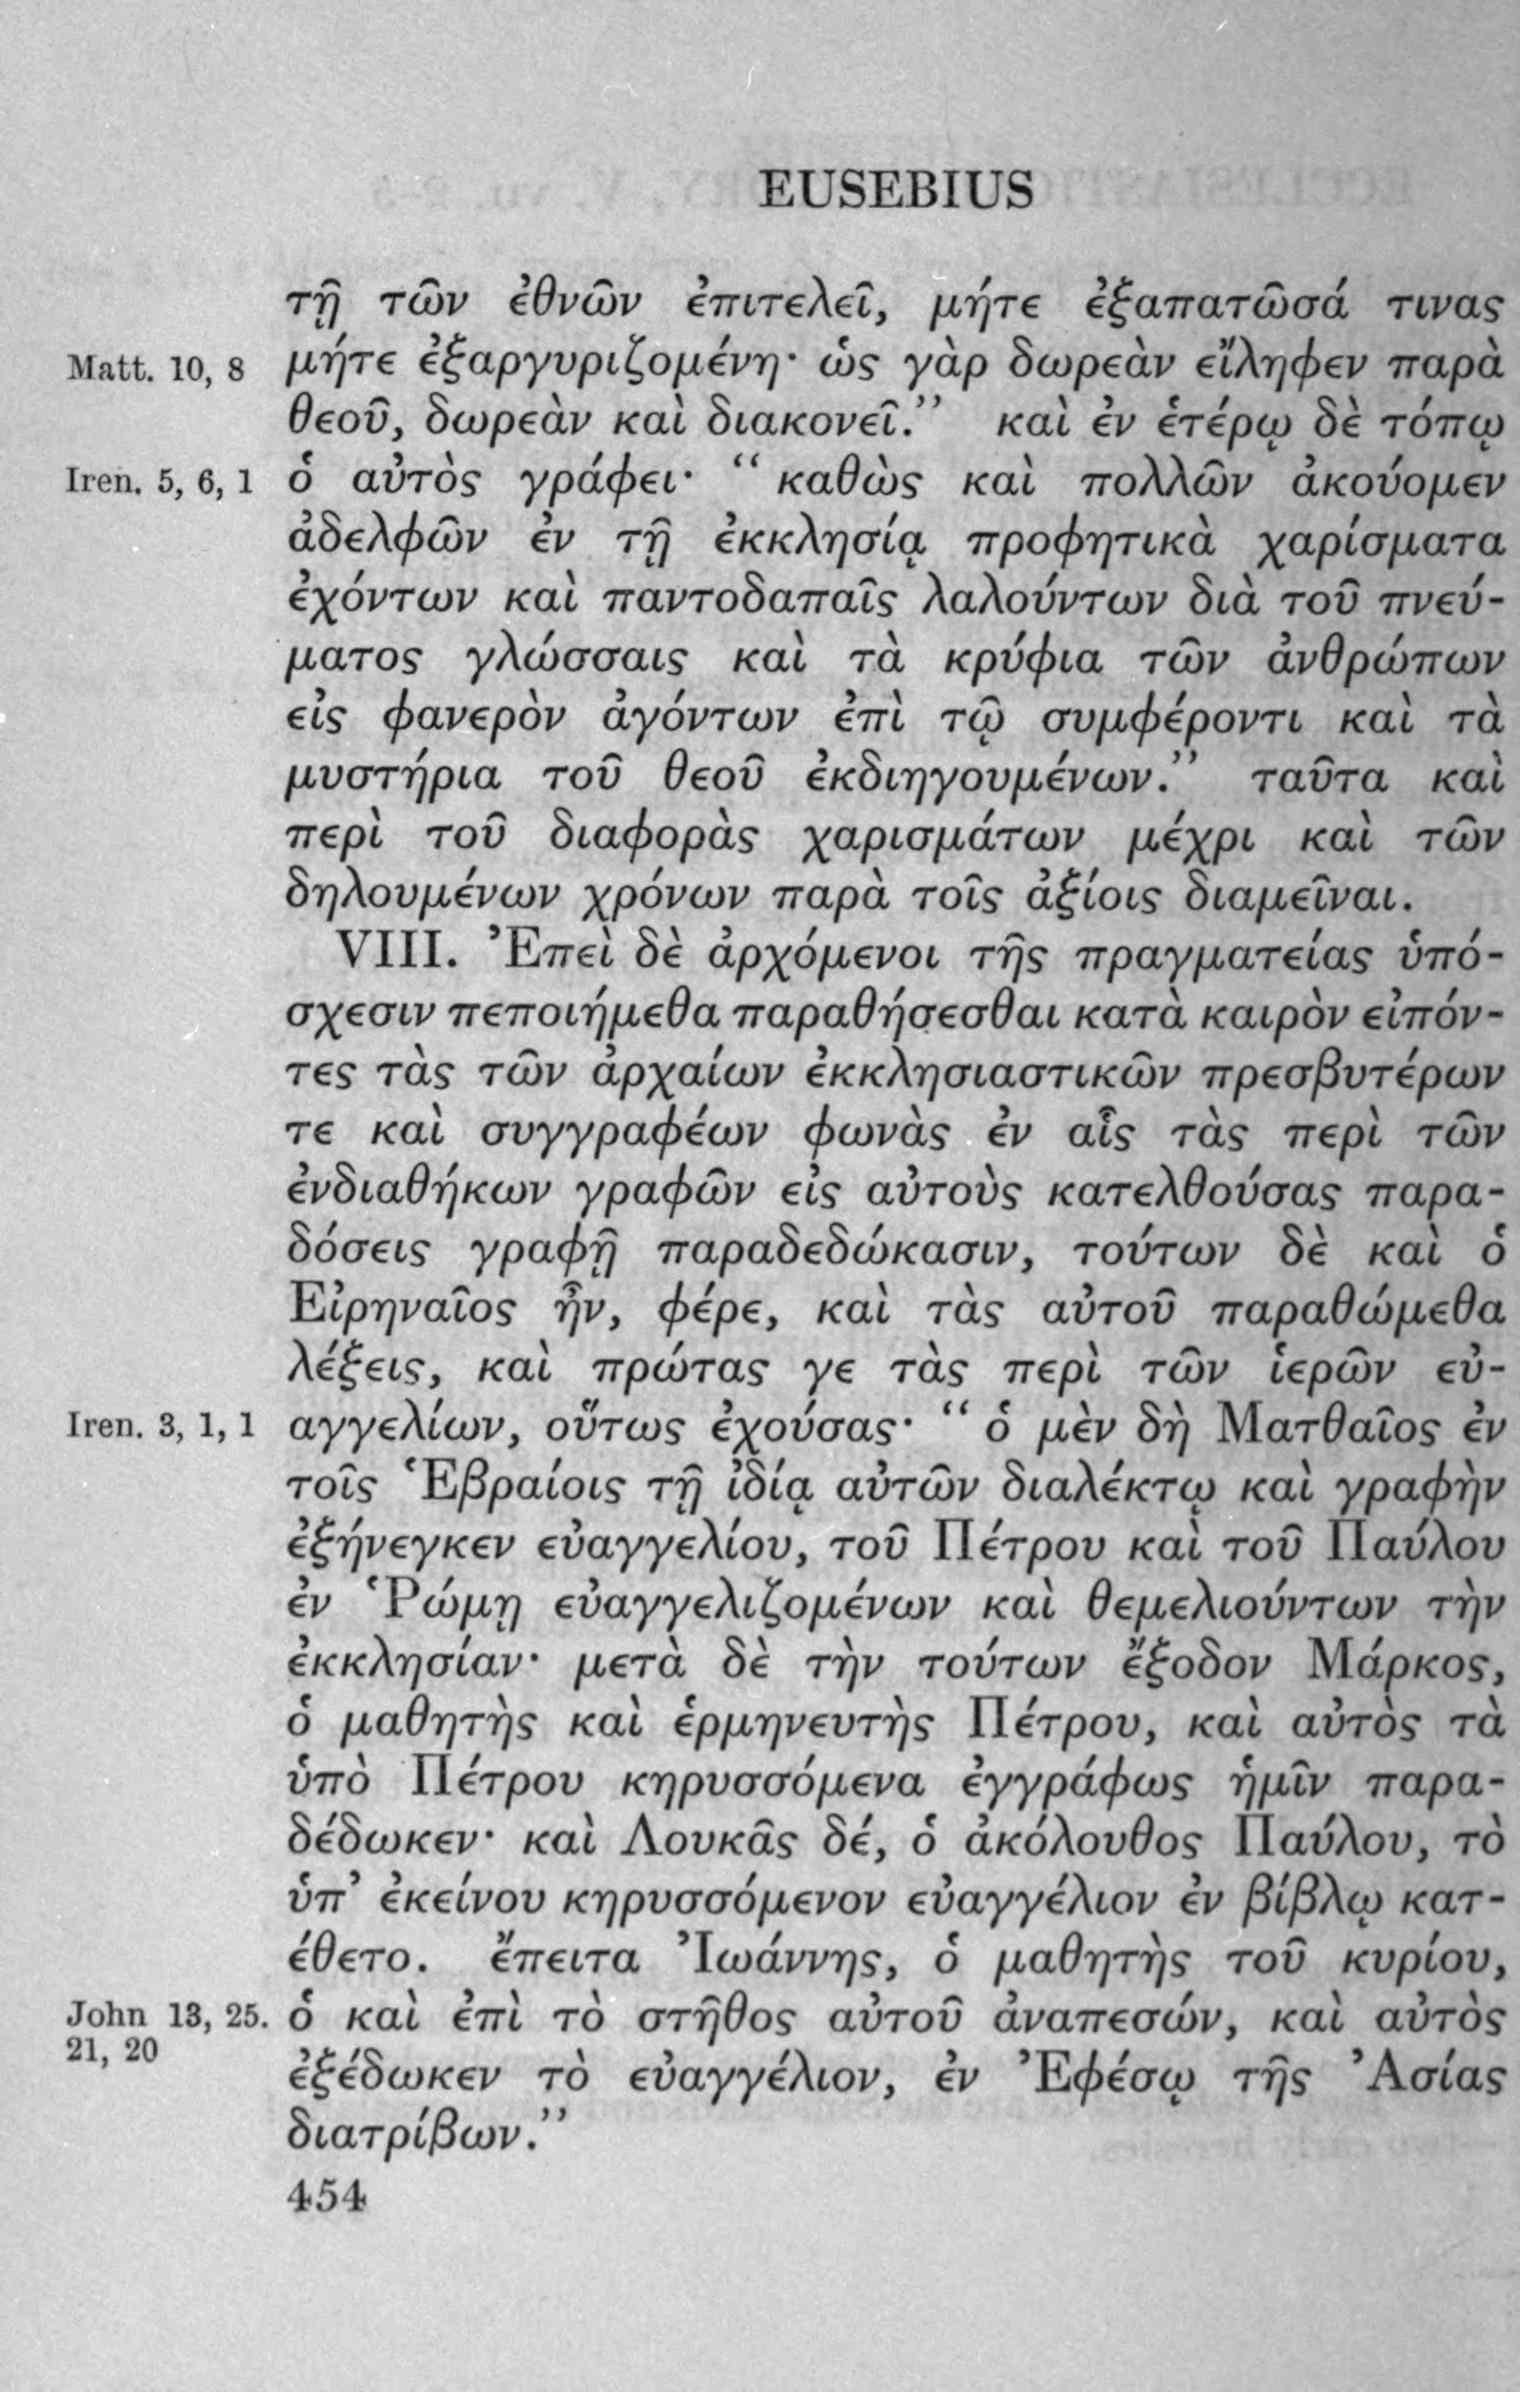 EUSEBIUS
τῇ τῶν ἐθνῶν ἐπιτελεῖ, μήτε ἐξαπατῶσά τινας
Matt. 10, 8 μήτε ἐξαργυριζομένη· ὡς γὰρ δωρεὰν εἴληφεν παρὰ
θεοῦ, δωρεὰν καὶ διακονεῖ.” καὶ ἐν ἑτέρῳ δὲ τόπῳ
Iren. 5, 6, 1 ὁ αὐτὸς γράφει· “ καθὼς καὶ πολλῶν ἀκούομεν
ἀδελφῶν ἐν τῇ ἐκκλησίᾳ προφητικὰ χαρίσματα
ἐχόντων καὶ παντοδαπαῖς λαλούντων διὰ τοῦ πνεύ-
ματος γλώσσαις καὶ τὰ κρύφια τῶν ἀνθρώπων
εἰς φανερὸν ἀγόντων ἐπὶ τῷ συμφέροντι καὶ τὰ
μυστήρια τοῦ θεοῦ ἐκδιηγουμένων.” ταῦτα καὶ
περὶ τοῦ διαφορὰς χαρισμάτων μέχρι καὶ τῶν
δηλουμένων χρόνων παρὰ τοῖς ἀξίοις διαμεῖναι.
VIII. Ἐπεὶ δὲ ἀρχόμενοι τῆς πραγματείας ὑπό-
σχεσιν πεποιήμεθα παραθήσεσθαι κατὰ καιρὸν εἰπόν-
τες τὰς τῶν ἀρχαίων ἐκκλησιαστικῶν πρεσβυτέρων
τε καὶ συγγραφέων φωνὰς ἐν αἷς τὰς περὶ τῶν
ἐνδιαθήκων γραφῶν εἰς αὐτοὺς κατελθούσας παρα-
δόσεις γραφῇ παραδεδώκασιν, τούτων δὲ καὶ ὁ
Εἰρηναῖος ἦν, φέρε, καὶ τὰς αὐτοῦ παραθώμεθα
λέξεις, καὶ πρώτας γε τὰς περὶ τῶν ἱερῶν εὐ-
Iren. 3, 1, 1 αγγελίων, οὕτως ἐχούσας· “ ὁ μὲν δὴ Ματθαῖος ἐν
τοῖς Ἑβραίοις τῇ ἰδίᾳ αὐτῶν διαλέκτῳ καὶ γραφὴν
ἐξήνεγκεν εὐαγγελίου, τοῦ Πέτρου καὶ τοῦ Παύλου
ἐν Ῥώμῃ εὐαγγελιζομένων καὶ θεμελιούντων τὴν
ἐκκλησίαν· μετὰ δὲ τὴν τούτων ἔξοδον Μάρκος,
ὁ μαθητὴς καὶ ἑρμηνευτὴς Πέτρου, καὶ αὐτὸς τὰ
ὑπὸ Πέτρου κηρυσσόμενα ἐγγράφως ἡμῖν παρα-
δέδωκεν· καὶ Λουκᾶς δέ, ὁ ἀκόλουθος Παύλου, τὸ
ὑπ’ ἐκείνου κηρυσσόμενον εὐαγγέλιον ἐν βίβλῳ κατ-
έθετο. ἔπειτα Ἰωάννης, ὁ μαθητὴς τοῦ κυρίου,
John 13, 25. ὁ καὶ ἐπὶ τὸ στῆθος αὐτοῦ ἀναπεσών, καὶ αὐτὸς
21, 20 ἐξέδωκεν τὸ εὐαγγέλιον, ἐν Ἐφέσῳ τῆς Ἀσίας
διατρίβων.”
454